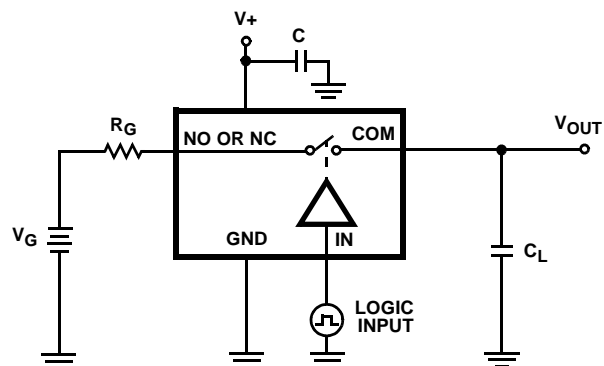 V+
C
RG
NO OR NC
COM
VOUT
VG
GND
IN
CL
LOGIC
INPUT